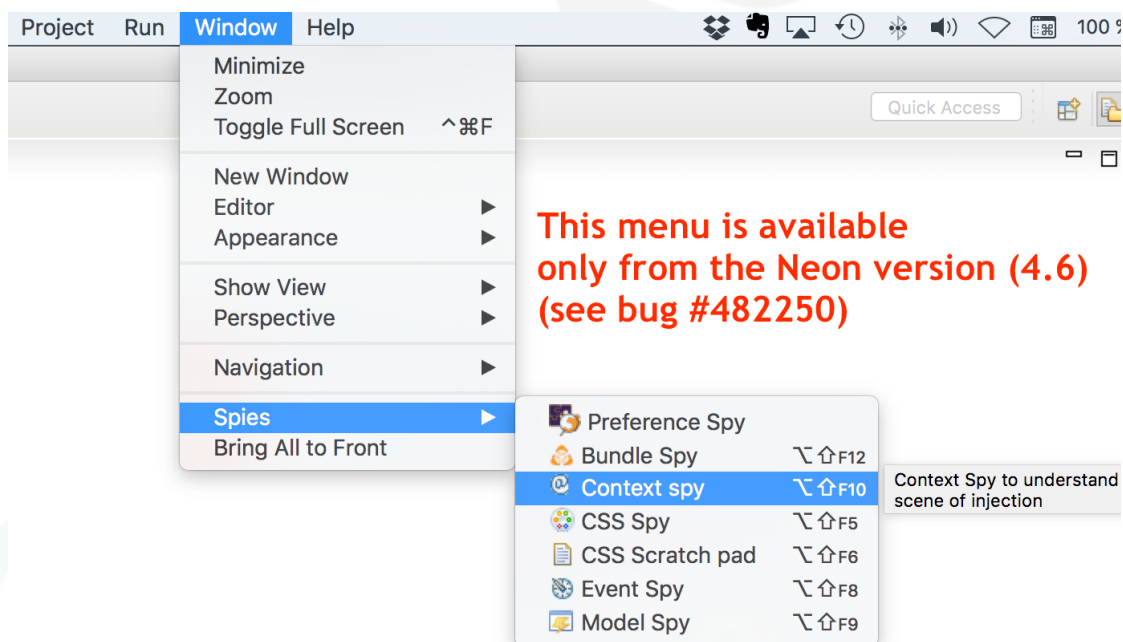 Project Run Window Help 100 %
Minimize
Zoom
Toggle Full Screen ^⌘F
Quick Access
New Window
Editor ▶
Appearance ▶
This menu is available
only from the Neon version (4.6)
(see bug #482250)
Show View ▶
Perspective ▶
Navigation ▶
Spies ▶
Bring All to Front
Preference Spy
Bundle Spy ⌥⇧F12
Context spy ⌥⇧F10
Context Spy to understand
scene of injection
CSS Spy ⌥⇧F5
CSS Scratch pad ⌥⇧F6
Event Spy ⌥⇧F8
Model Spy ⌥⇧F9